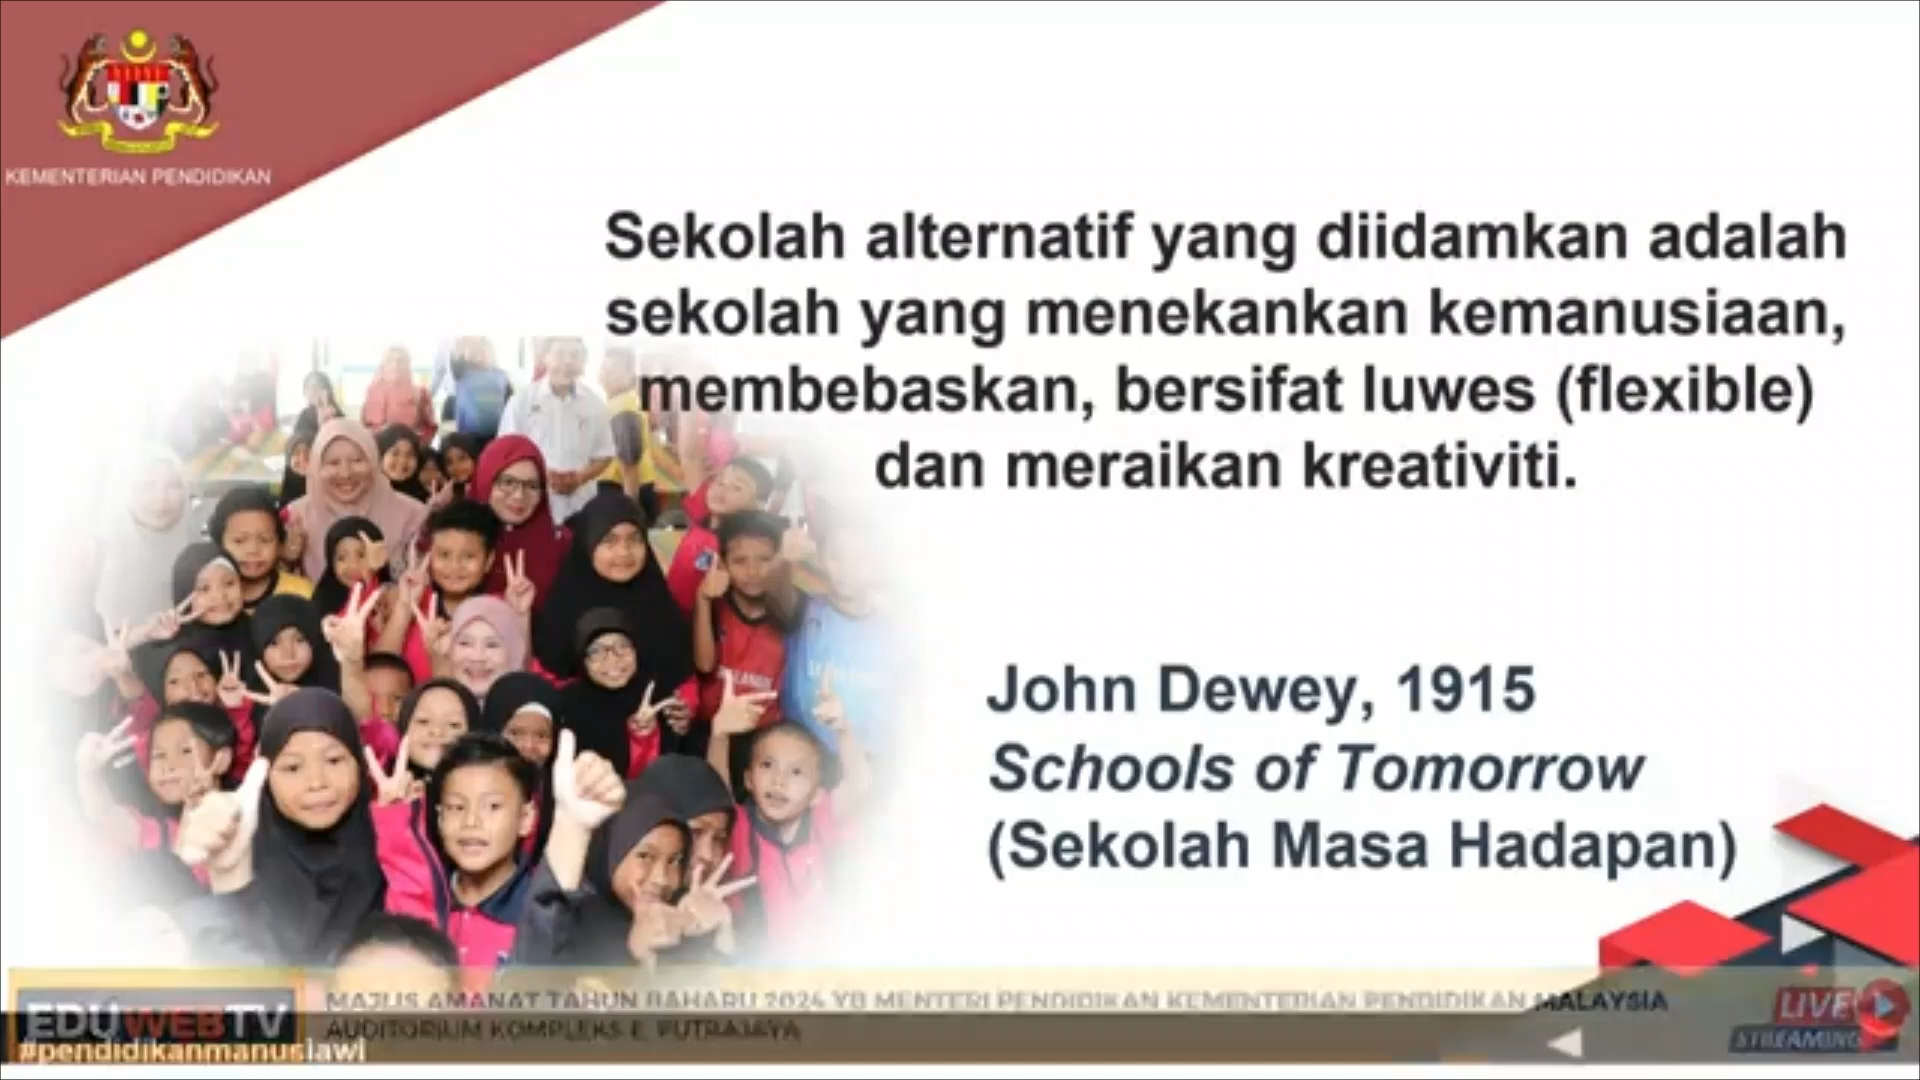 KEMENTERIAN PENDIDIKAN
Sekolah alternatif yang diidamkan adalah
sekolah yang menekankan kemanusiaan,
membebaskan, bersifat luwes (flexible)
dan meraikan kreativiti.
John Dewey, 1915
Schools of Tomorrow
(Sekolah Masa Hadapan)
EDUWEBTV
#pendidikanmanusiawi
MAJLIS AMANAT TAHUN BAHARU 2024 YB MENTERI PENDIDIKAN KEMENTERIAN PENDIDIKAN MALAYSIA
AUDITORIUM KOMPLEKS E, PUTRAJAYA
LIVE
STREAMING